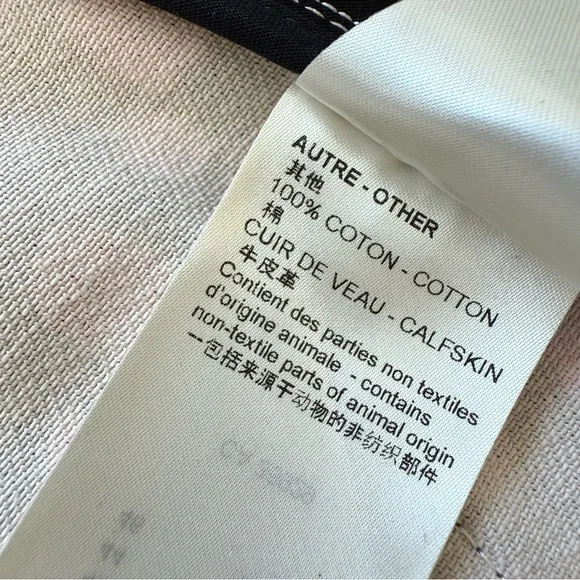 AUTRE - OTHER
其他
100% COTON - COTTON
棉
CUIR DE VEAU - CALFSKIN
牛皮革
Contient des parties non textiles
d'origine animale - contains
non-textile parts of animal origin
---包括来源于动物的非纺织部件